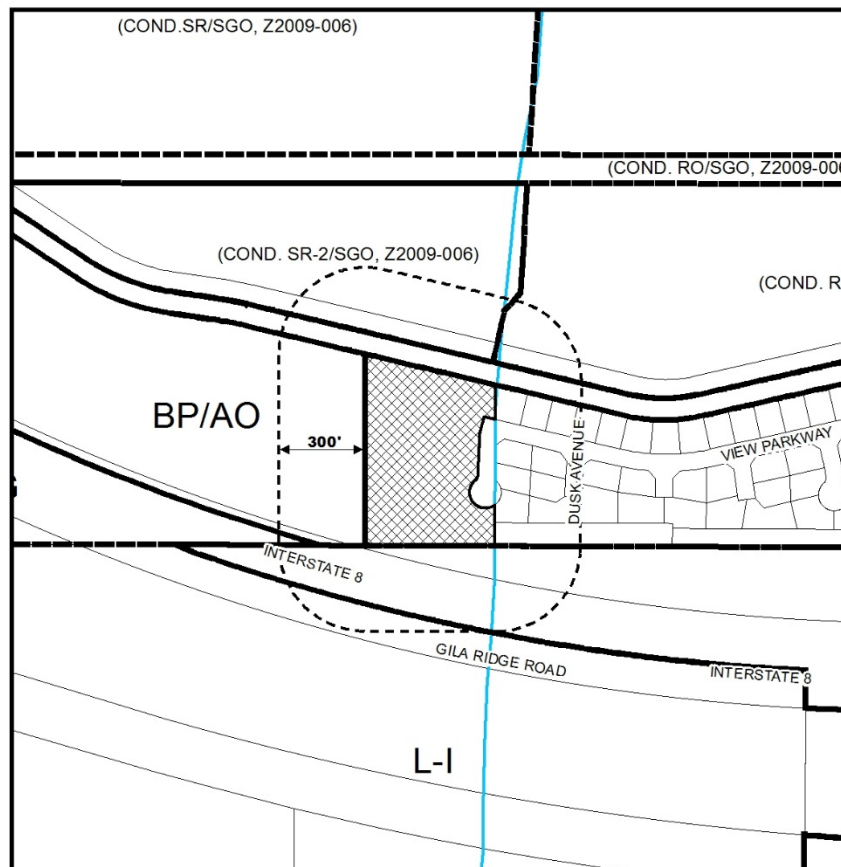 (COND.SR/SGO, Z2009-006)
(COND. RO/SGO, Z2009-006
(COND. SR-2/SGO, Z2009-006)
(COND. R
BP/AO
300'
DUSK AVENUE
VIEW PARKWAY
INTERSTATE 8
GILA RIDGE ROAD
INTERSTATE 8
L-I